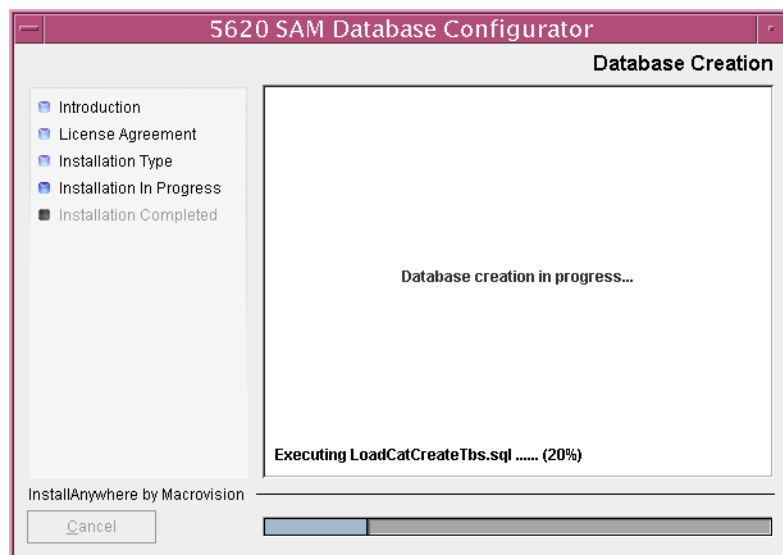 5620 SAM Database Configurator
Database Creation
Introduction
License Agreement
Installation Type
Installation In Progress
Installation Completed
Database creation in progress...
Executing LoadCatCreateTbs.sql ...... (20%)
InstallAnywhere by Macrovision
Cancel